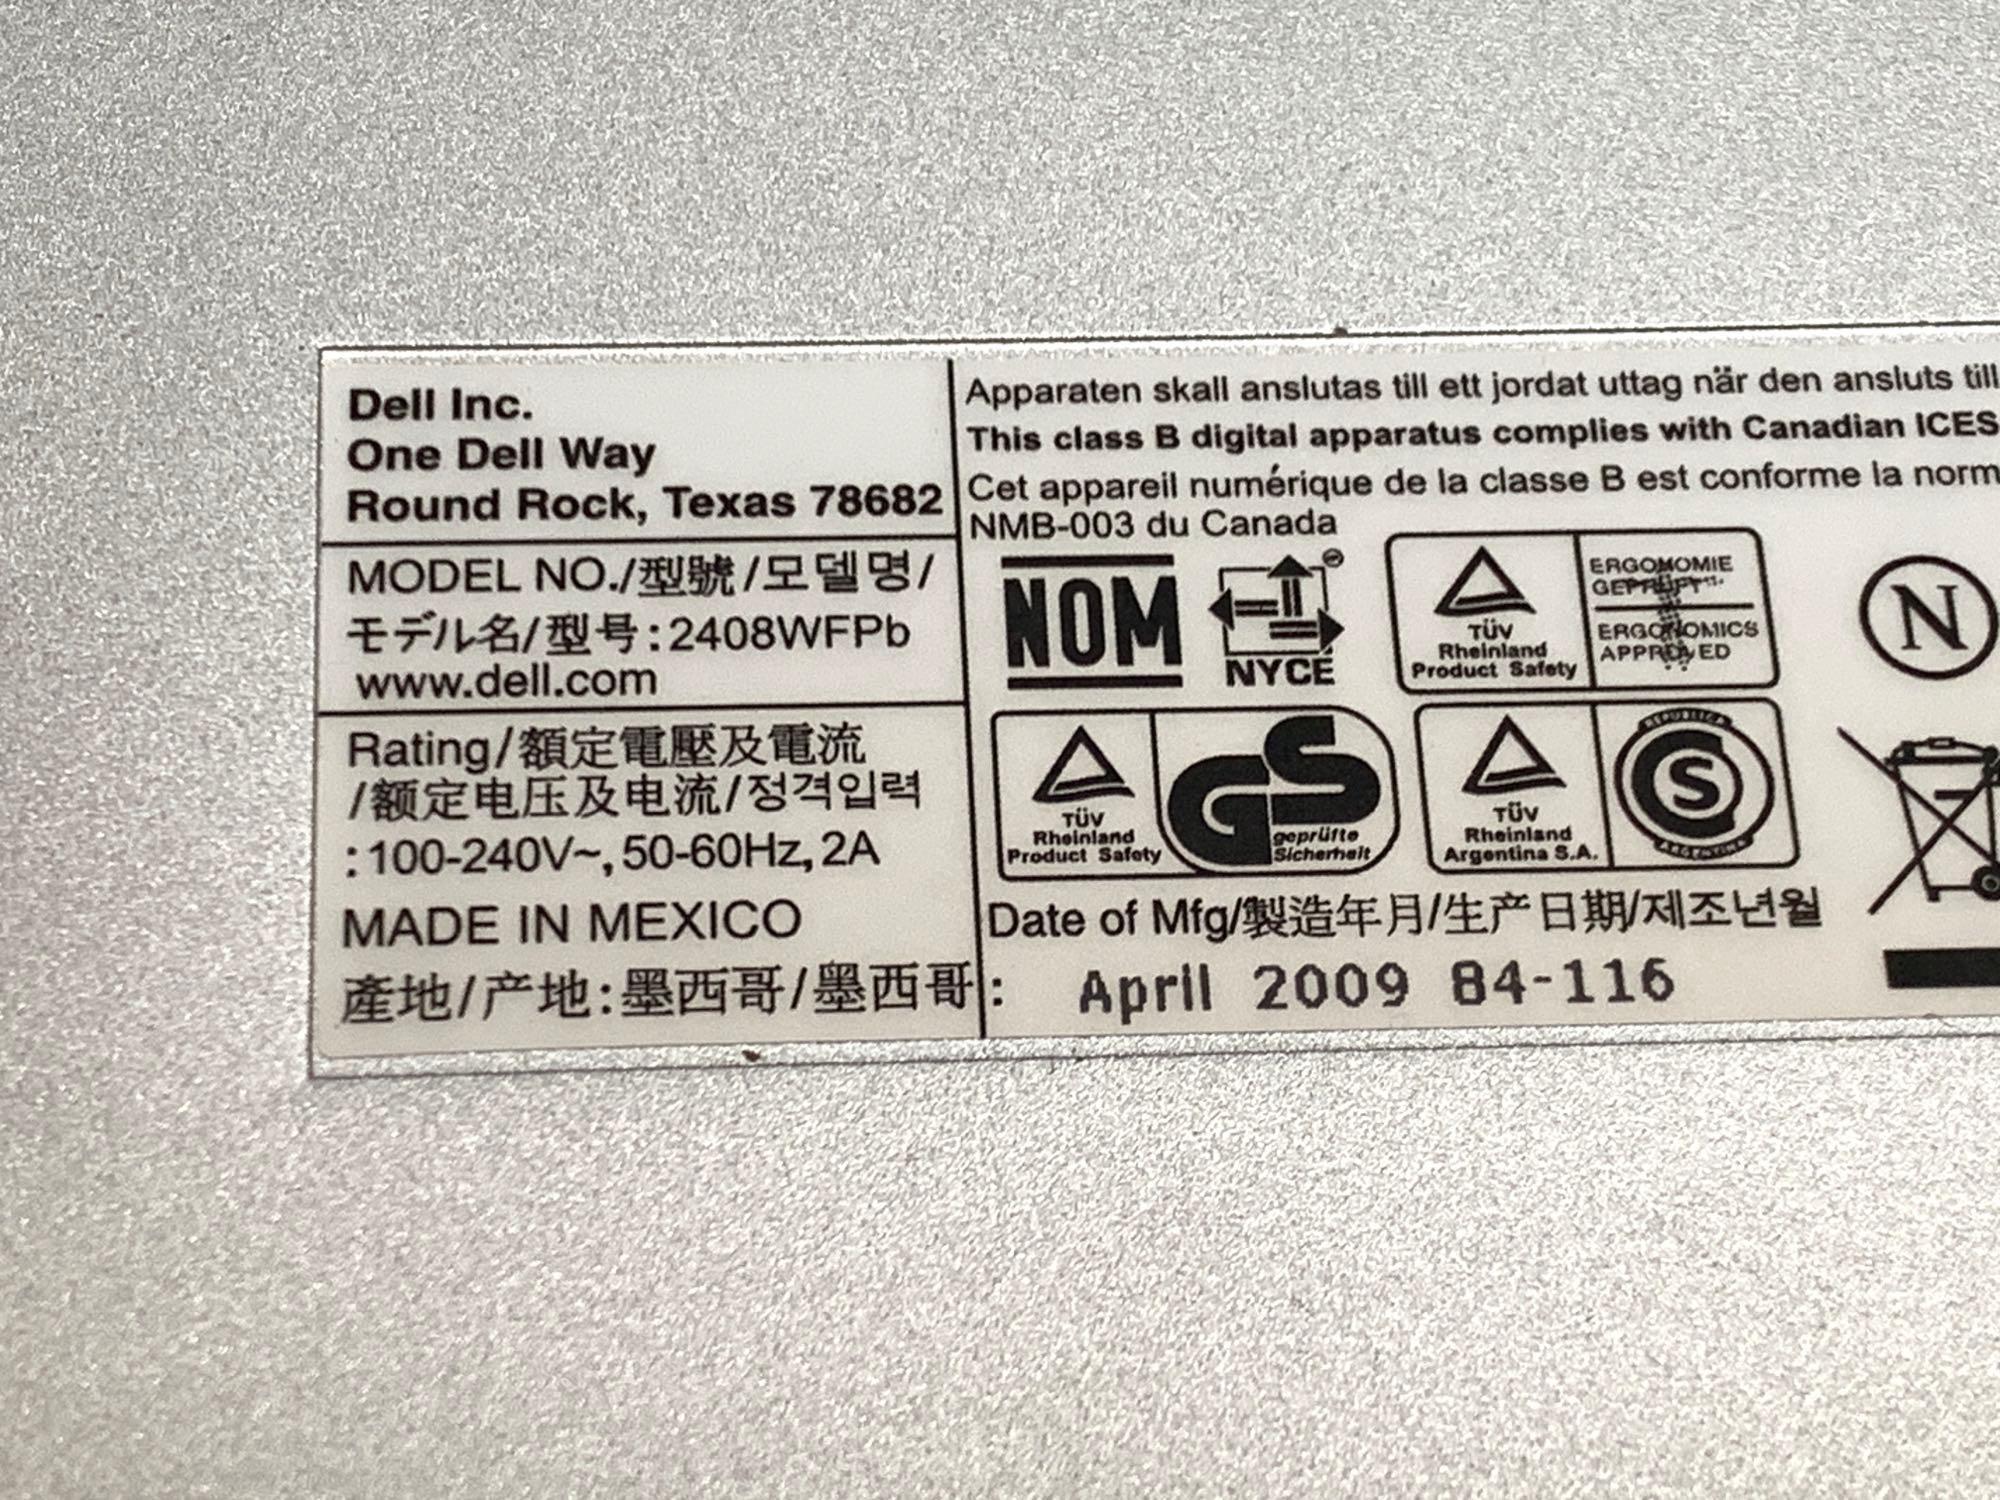 Dell Inc.
One Dell Way
Round Rock, Texas 78682
MODEL NO./型號/모델명/
モデル名/型号:2408WFPb
www.dell.com
Rating/額定電壓及電流
/额定电压及电流/정격입력
:100-240V~, 50-60Hz, 2A
MADE IN MEXICO
產地/产地:墨西哥/墨西哥
Apparaten skall anslutas till ett jordat uttag när den ansluts till
This class B digital apparatus complies with Canadian ICES
Cet appareil numérique de la classe B est conforme la norm
NMB-003 du Canada
NOM
NYCE
TÜV
Rheinland
Product Safety
ERGONOMIE
GEPRÜFT
ERGONOMICS
APPROVED
N
TÜV
Rheinland
Product Safety
GS
geprüfte
Sicherheit
TÜV
Rheinland
Argentina S.A.
REPUBLICA
S
ARGENTINA
Date of Mfg/製造年月/生产日期/제조년월
: April 2009 84-116